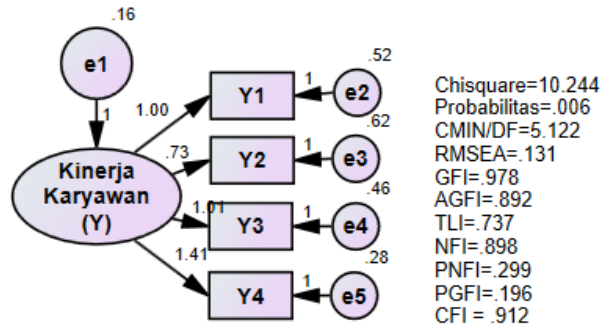 .16
e1
1
Kinerja
Karyawan
(Y)
1.00
Y1
1
e2
.52
.73
Y2
1
e3
.62
1.01
Y3
1
e4
.46
1.41
Y4
1
e5
.28
Chisquare=10.244
Probabilitas=.006
CMIN/DF=5.122
RMSEA=.131
GFI=.978
AGFI=.892
TLI=.737
NFI=.898
PNFI=.299
PGFI=.196
CFI = .912